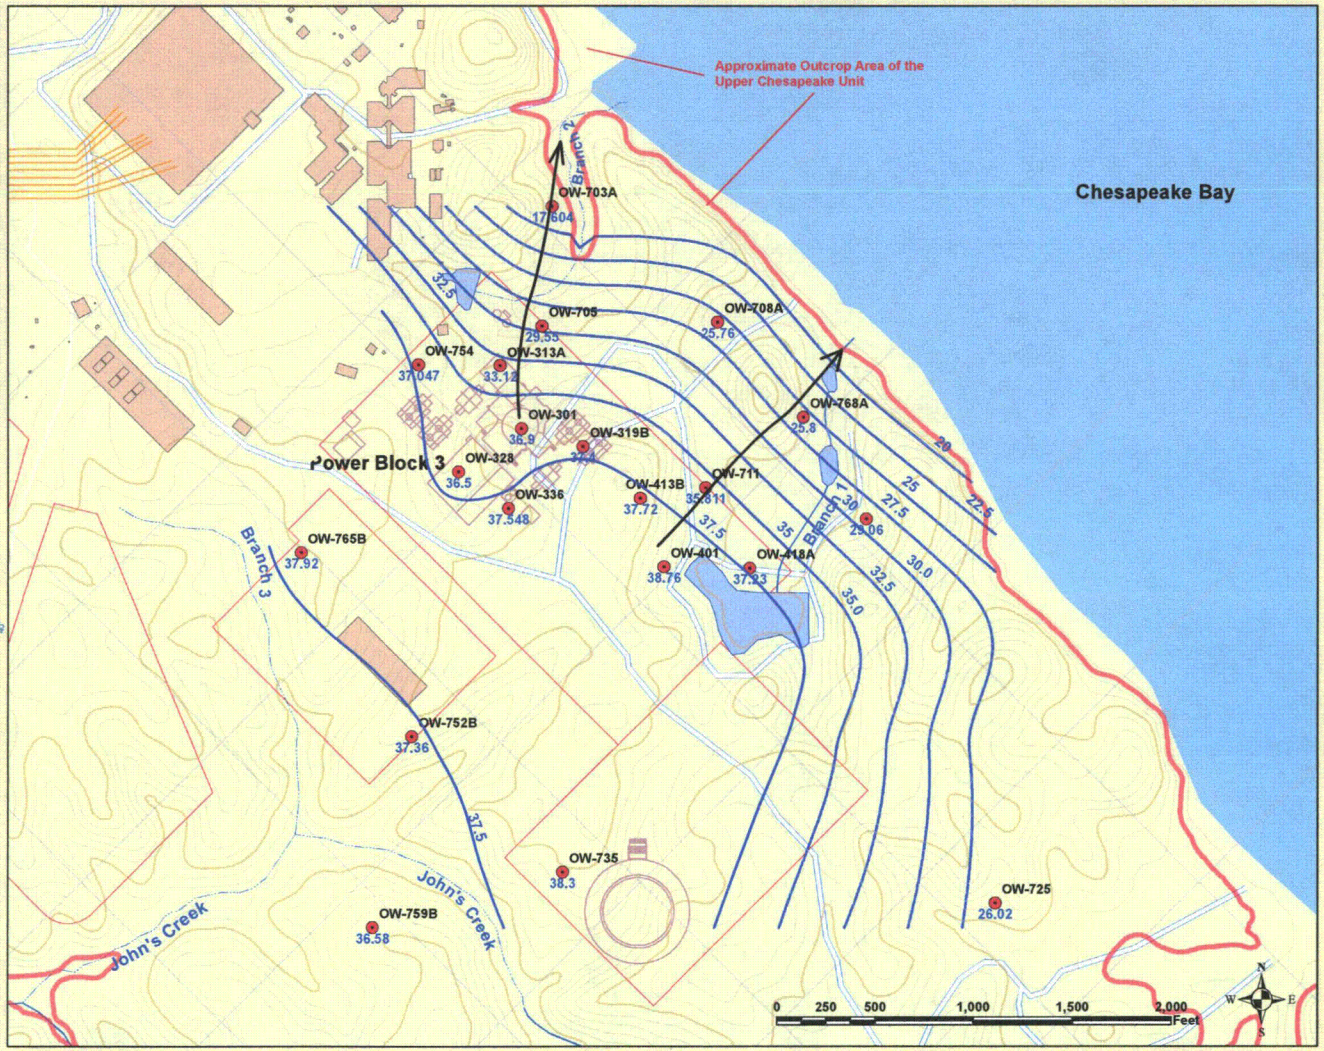 Approximate Outcrop Area of the
Upper Chesapeake Unit
Branch 2
Chesapeake Bay
OW-703A
17.604
32.5
OW-705
29.55
OW-708A
25.76
OW-754
37.047
OW-313A
33.12
OW-768A
25.8
OW-301
36.9
OW-319B
20
Power Block 3
OW-328
36.5
OW-711
35.811
OW-413B
37.72
25
22.5
27.5
30
OW-336
37.548
Branch 1
29.06
37.5
35
OW-765B
37.92
Branch 3
OW-401
38.76
OW-418A
37.23
30.0
32.5
35.0
OW-752B
37.36
37.5
OW-735
38.3
John's Creek
OW-725
26.02
OW-759B
36.58
John's Creek
N
W
E
S
0 250 500 1,000 1,500 2,000
Feet